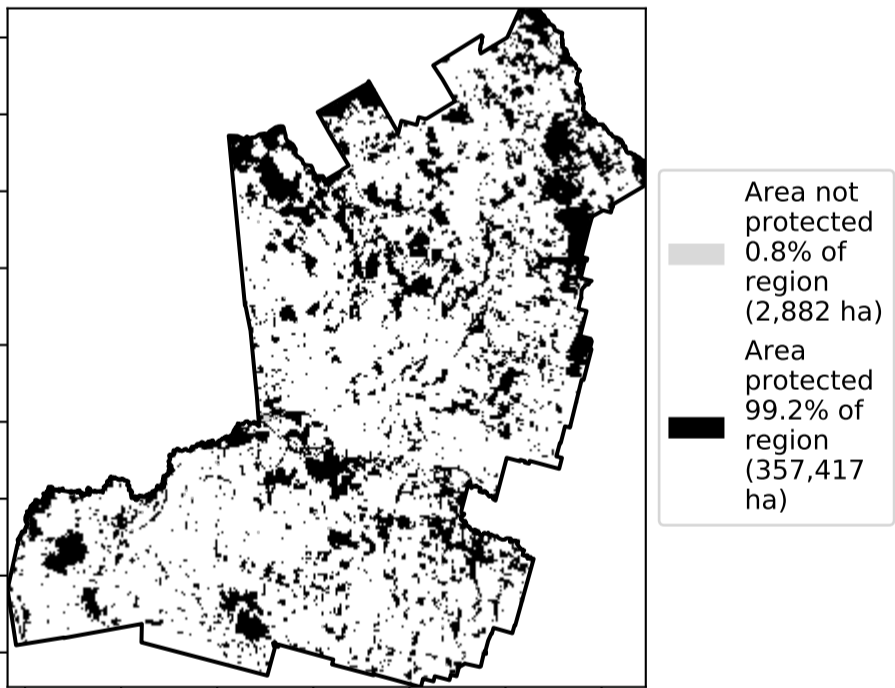 Area not
protected
0.8% of
region
(2,882 ha)
Area
protected
99.2% of
region
(357,417
ha)